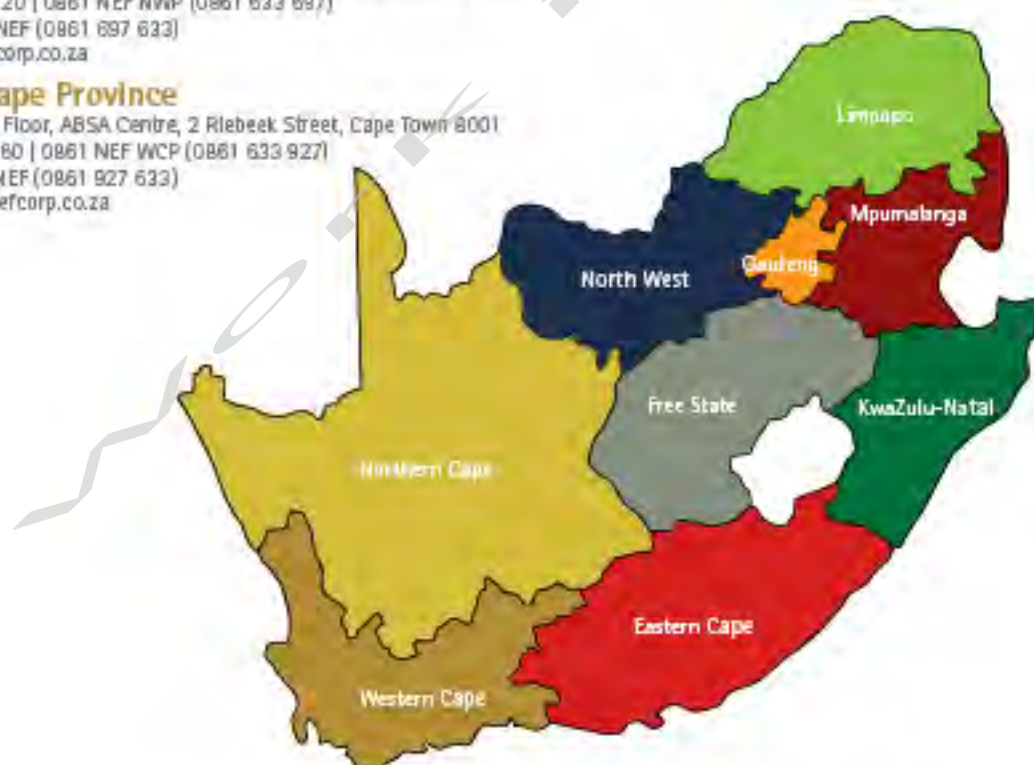 20 | 0861 NEF NWP (0861 633 697)
NEF (0861 697 633)
corp.co.za
ape Province
Floor, ABSA Centre, 2 Riebeek Street, Cape Town 8001
60 | 0861 NEF WCP (0861 633 927)
NEF (0861 927 633)
efcorp.co.za
Limpopo
Mpumalanga
Gauteng
North West
Free State
KwaZulu-Natal
Northern Cape
Eastern Cape
Western Cape